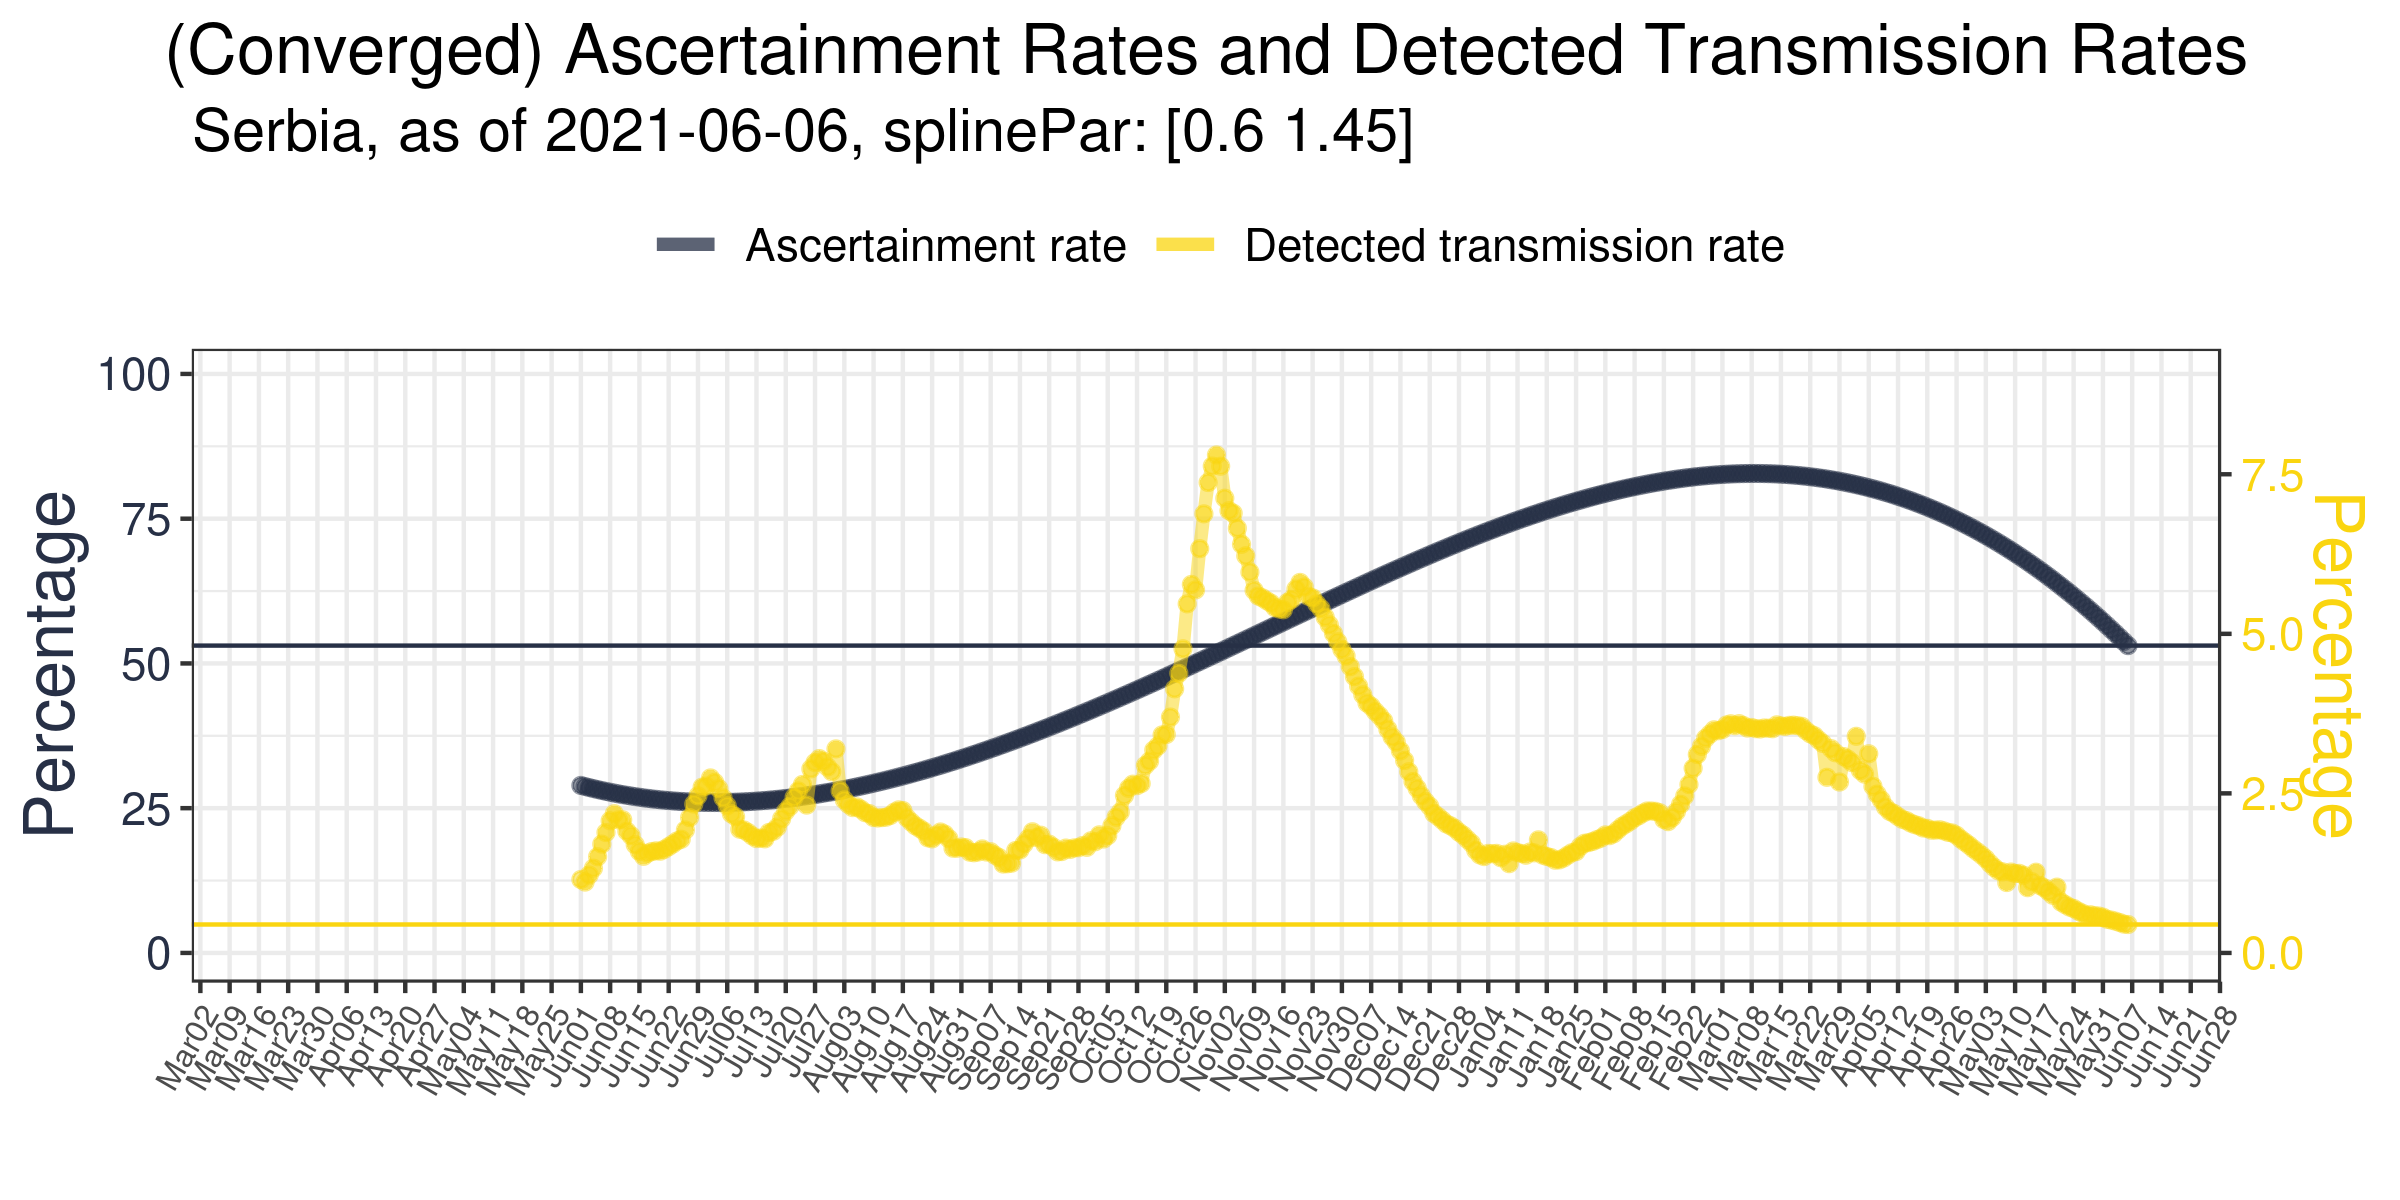 (Converged) Ascertainment Rates and Detected Transmission Rates
Serbia, as of 2021-06-06, splinePar: [0.6 1.45]
Ascertainment rate
Detected transmission rate
Percentage
100
75
50
25
0
7.5
5.0
2.5
0.0
Percentage
Mar02
Mar09
Mar16
Mar23
Mar30
Apr06
Apr13
Apr20
Apr27
May04
May11
May18
May25
Jun01
Jun08
Jun15
Jun22
Jun29
Jul06
Jul13
Jul20
Jul27
Aug03
Aug10
Aug17
Aug24
Aug31
Sep07
Sep14
Sep21
Sep28
Oct05
Oct12
Oct19
Oct26
Nov02
Nov09
Nov16
Nov23
Nov30
Dec07
Dec14
Dec21
Dec28
Jan04
Jan11
Jan18
Jan25
Feb01
Feb08
Feb15
Feb22
Mar01
Mar08
Mar15
Mar22
Mar29
Apr05
Apr12
Apr19
Apr26
May03
May10
May17
May24
May31
Jun07
Jun14
Jun21
Jun28